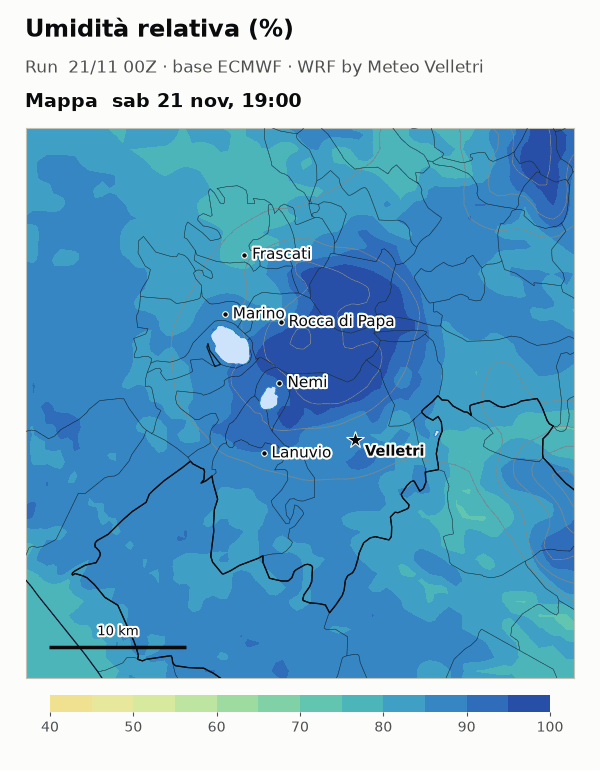 Umidità relativa (%)
Run  21/11 00Z · base ECMWF · WRF by Meteo Velletri
Mappa  sab 21 nov, 19:00
Frascati
Marino
Rocca di Papa
Nemi
Velletri
Lanuvio
10 km
40 50 60 70 80 90 100